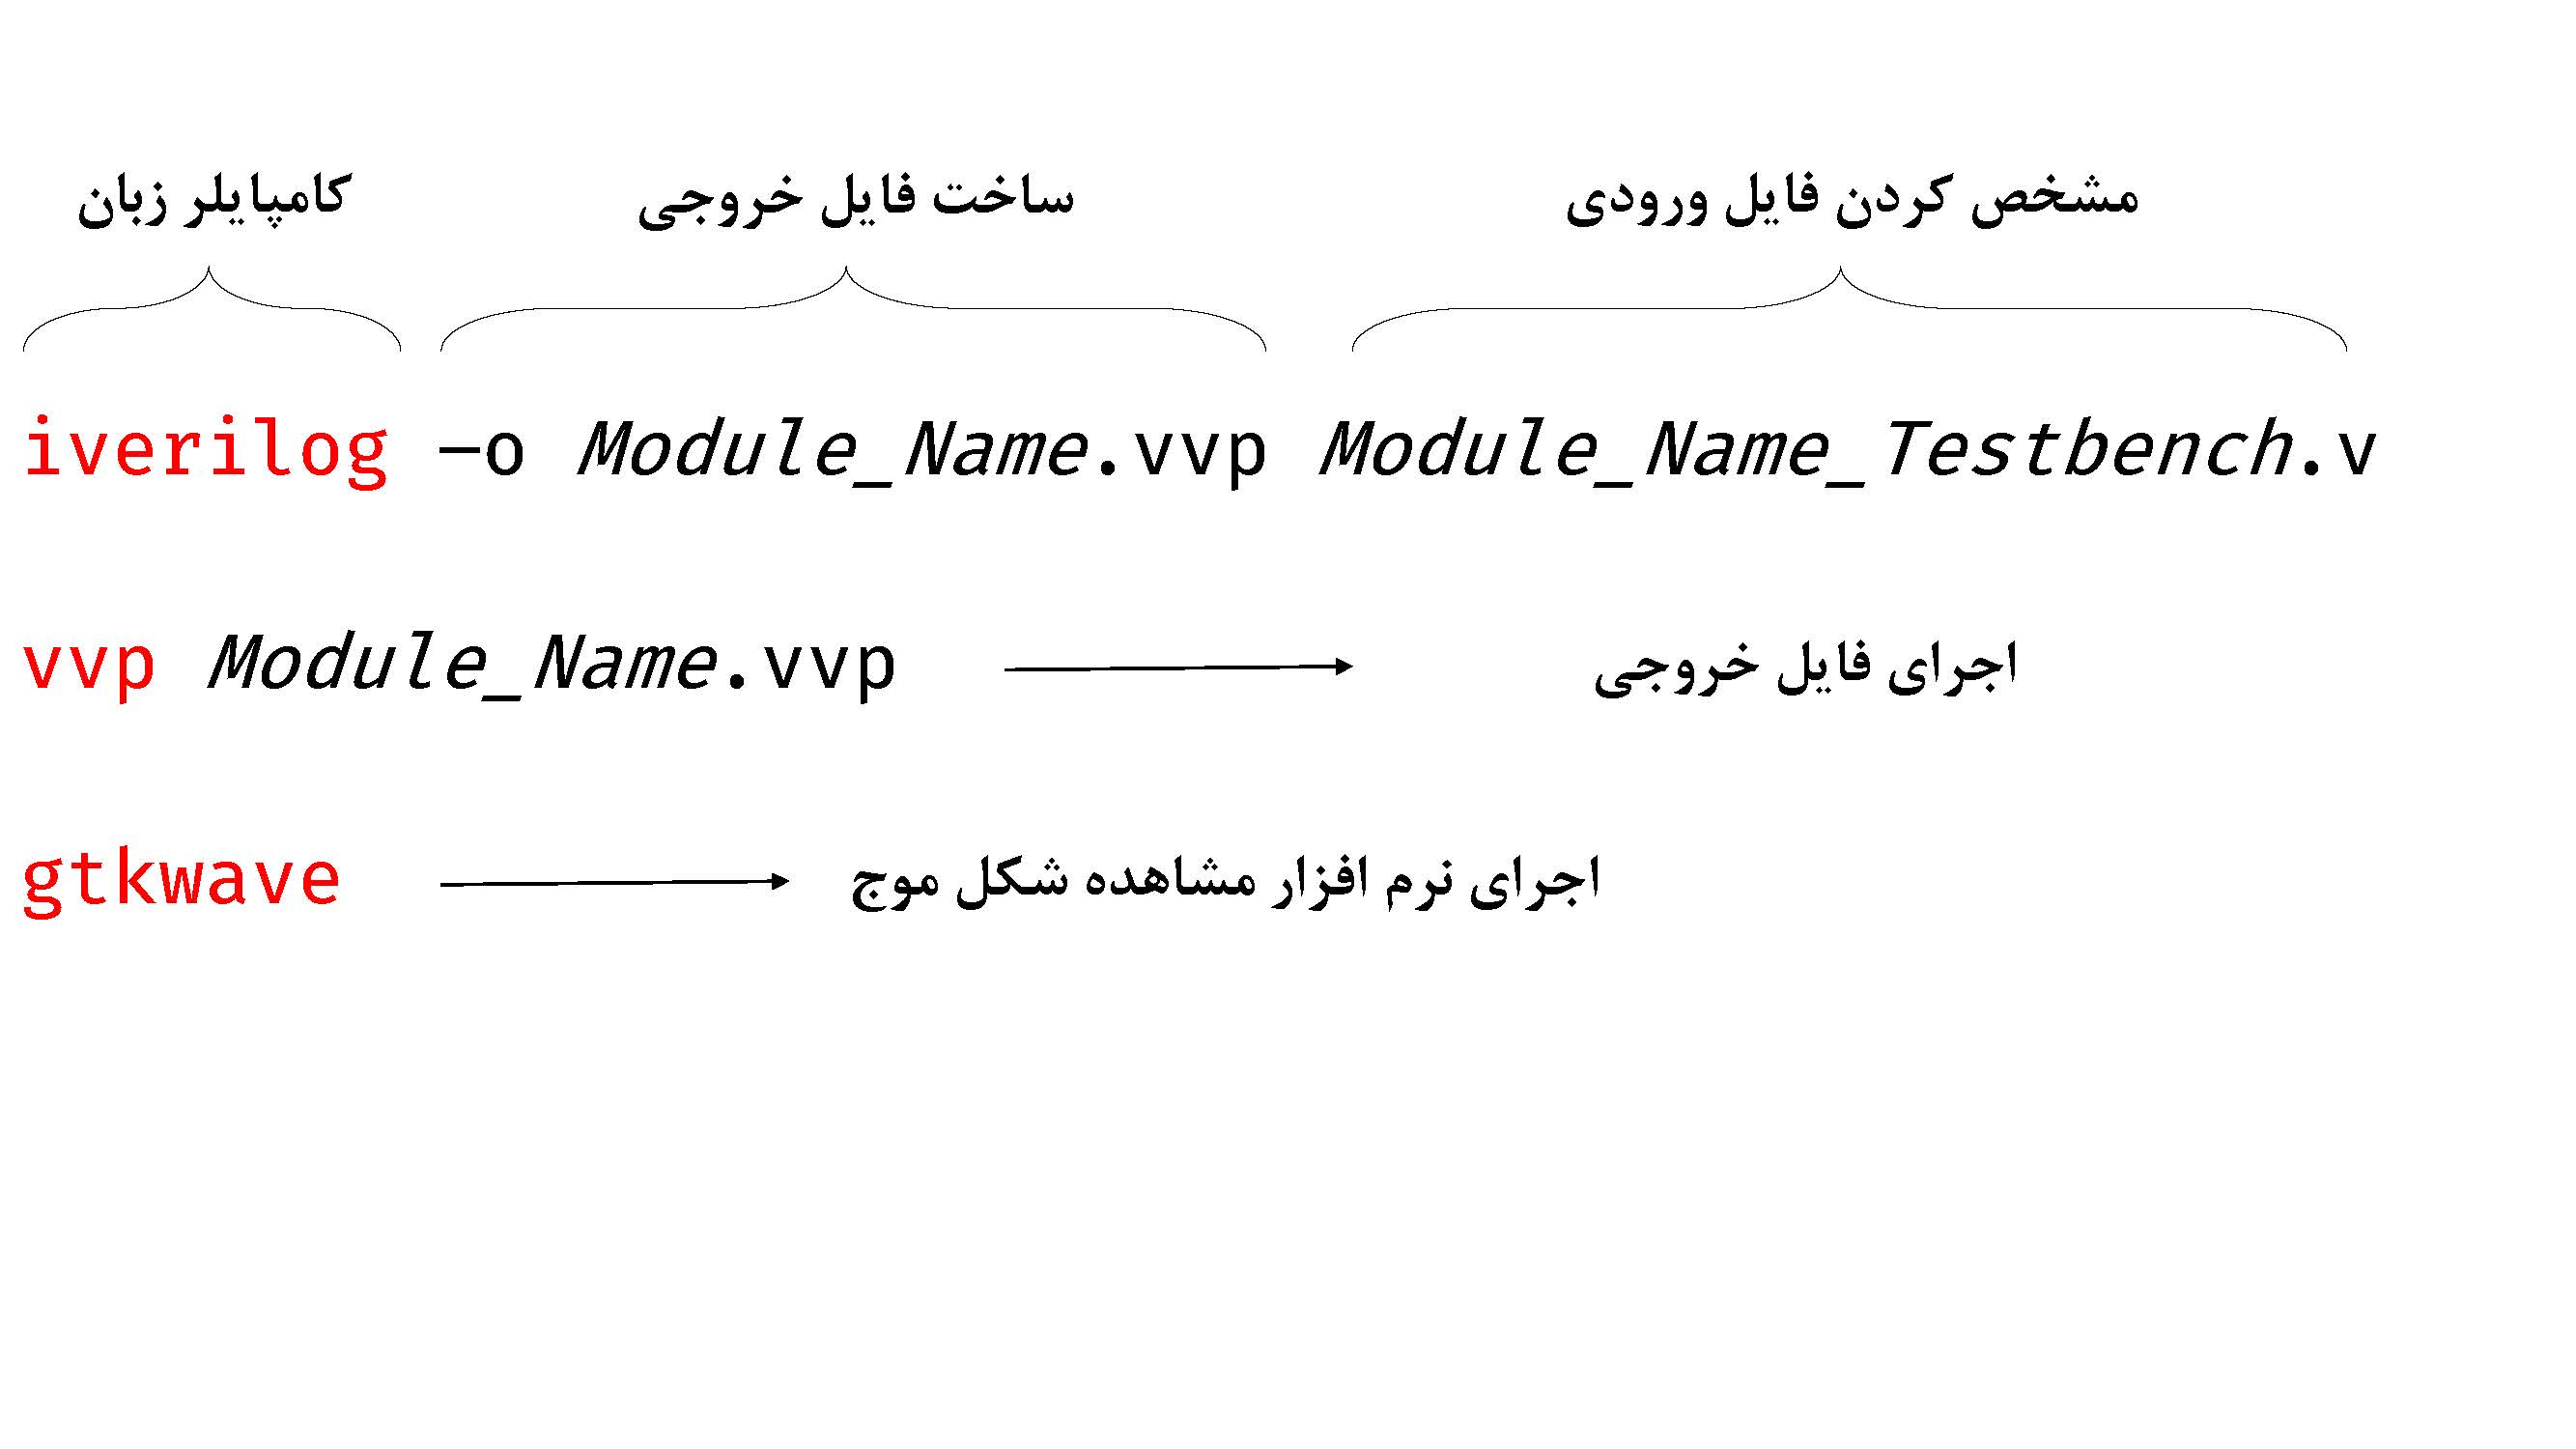 کامپایلر زبان
ساخت فایل خروجی
مشخص کردن فایل ورودی
iverilog –o Module_Name.vvp Module_Name_Testbench.v
vvp Module_Name.vvp
اجرای فایل خروجی
gtkwave
اجرای نرم افزار مشاهده شکل موج